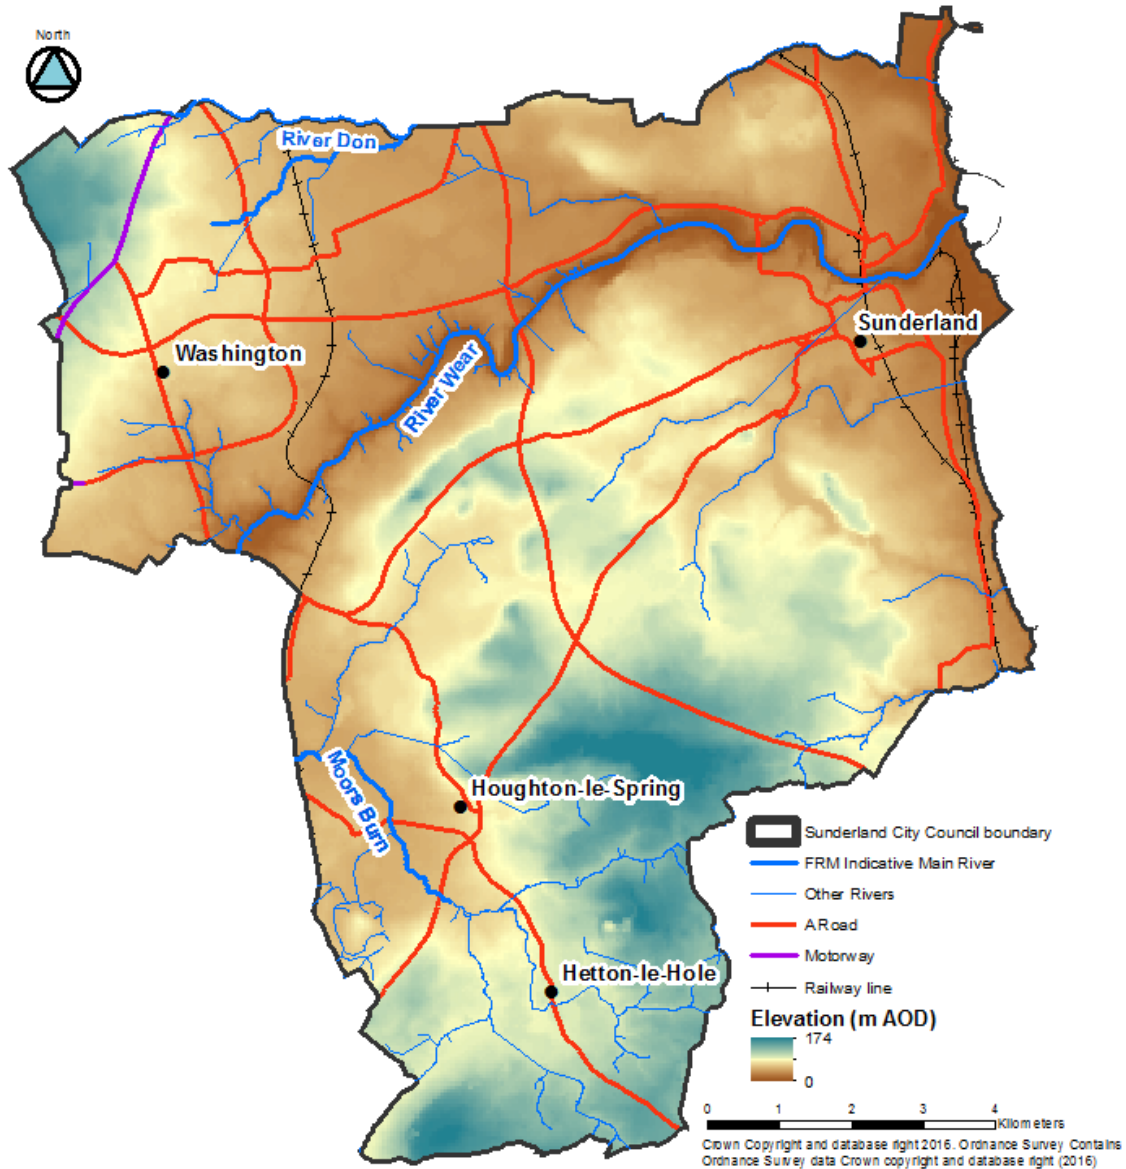 North
River Don
Sunderland
Washington
River Wear
Moors Burn
Houghton-le-Spring
Hetton-le-Hole
Sunderland City Council boundary
FRM Indicative Main River
Other Rivers
A Road
Motorway
Railway line
Elevation (m AOD)
174
0
0 1 2 3 4
Kilometers
Crown Copyright and database right 2016. Ordnance Survey Contains
Ordnance Survey data Crown copyright and database right (2016)